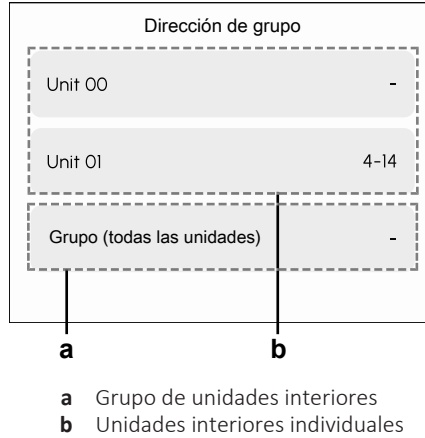 Dirección de grupo
Unit 00 -
Unit 01 4-14
Grupo (todas las unidades) -
a b
a Grupo de unidades interiores
b Unidades interiores individuales